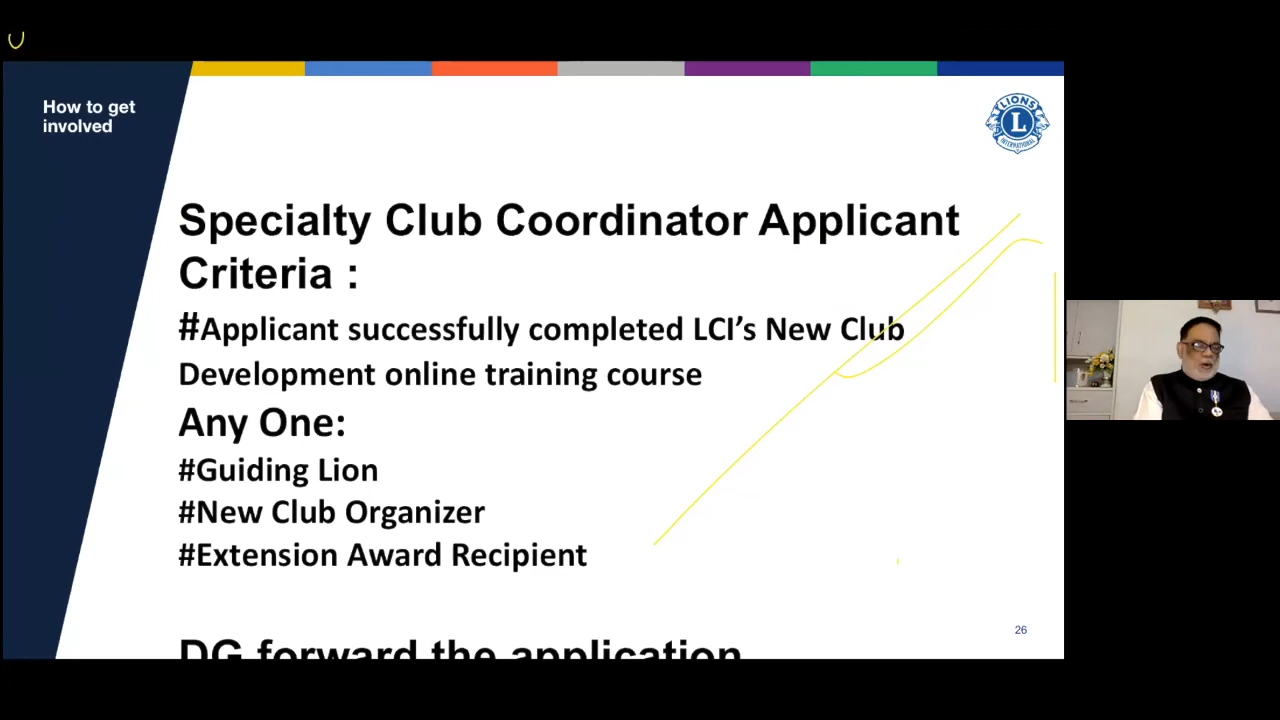 How to get
involved
LIONS
L
INTERNATIONAL
Specialty Club Coordinator Applicant
Criteria :
#Applicant successfully completed LCI’s New Club
Development online training course
Any One:
#Guiding Lion
#New Club Organizer
#Extension Award Recipient
DG forward the application
26